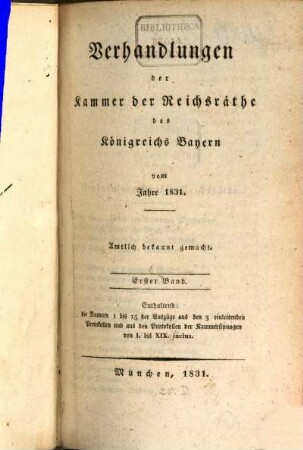 BIBLIOTHECA
REGIA
Verhandlungen
der
Kammer der Reichsräthe
des
Königreichs Bayern
vom
Jahre 1831.
Amtlich bekannt gemacht.
Erster Band.
Enthaltend:
die Numern 1 bis 15 der Auszüge aus den 3 einleitenden
Protokollen und aus den Protokollen der Kammersitzungen
von I. bis XIX. inclus.
München, 1831.